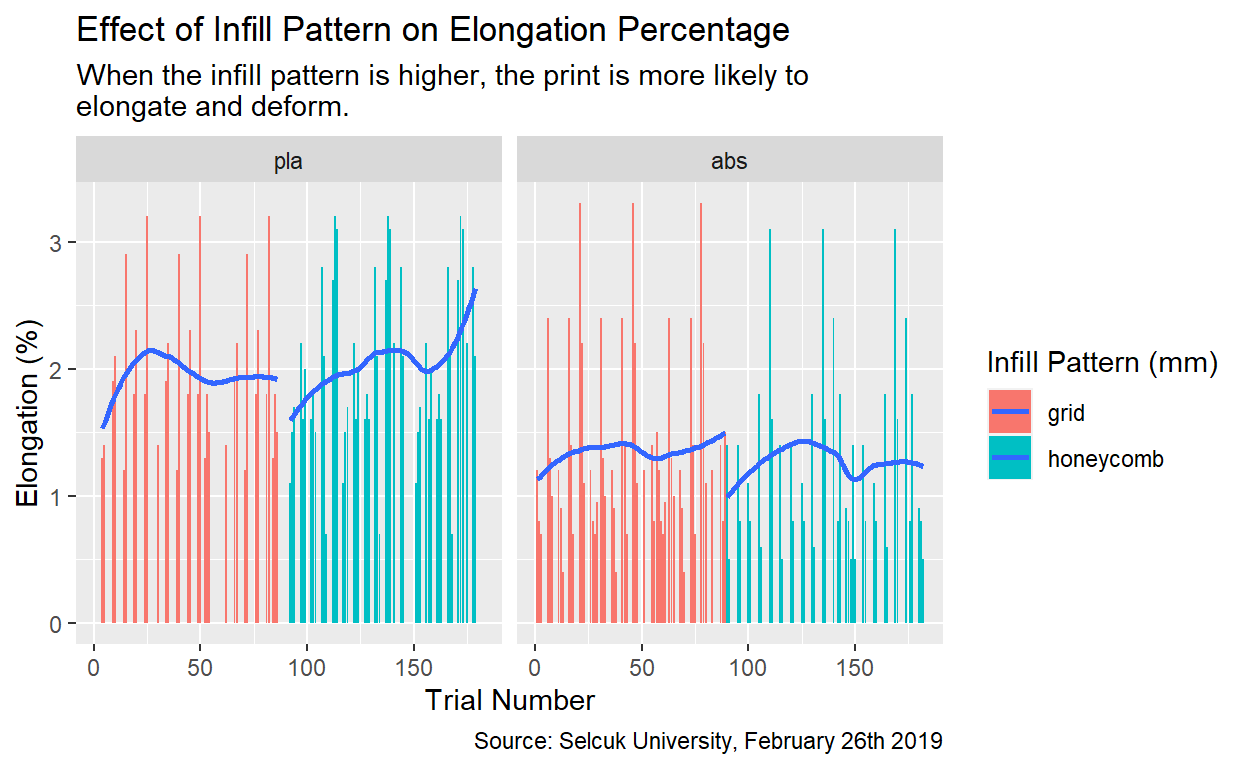 Effect of Infill Pattern on Elongation Percentage
When the infill pattern is higher, the print is more likely to
elongate and deform.
pla
abs
Elongation (%)
3
2
1
0
0 50 100 150
0 50 100 150
Trial Number
Infill Pattern (mm)
grid
honeycomb
Source: Selcuk University, February 26th 2019